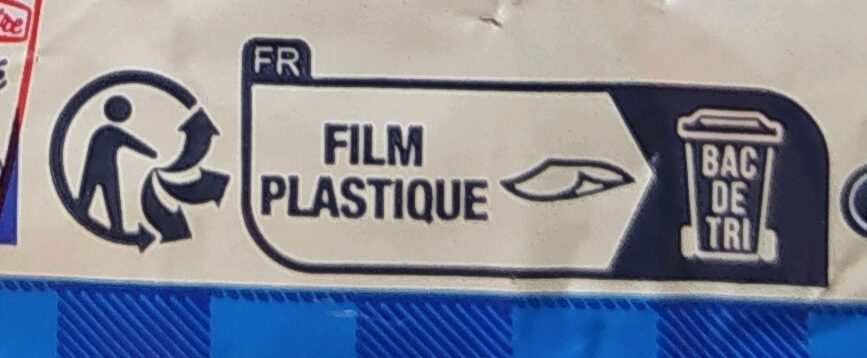 FR
FILM
PLASTIQUE
BAC
DE
TRI